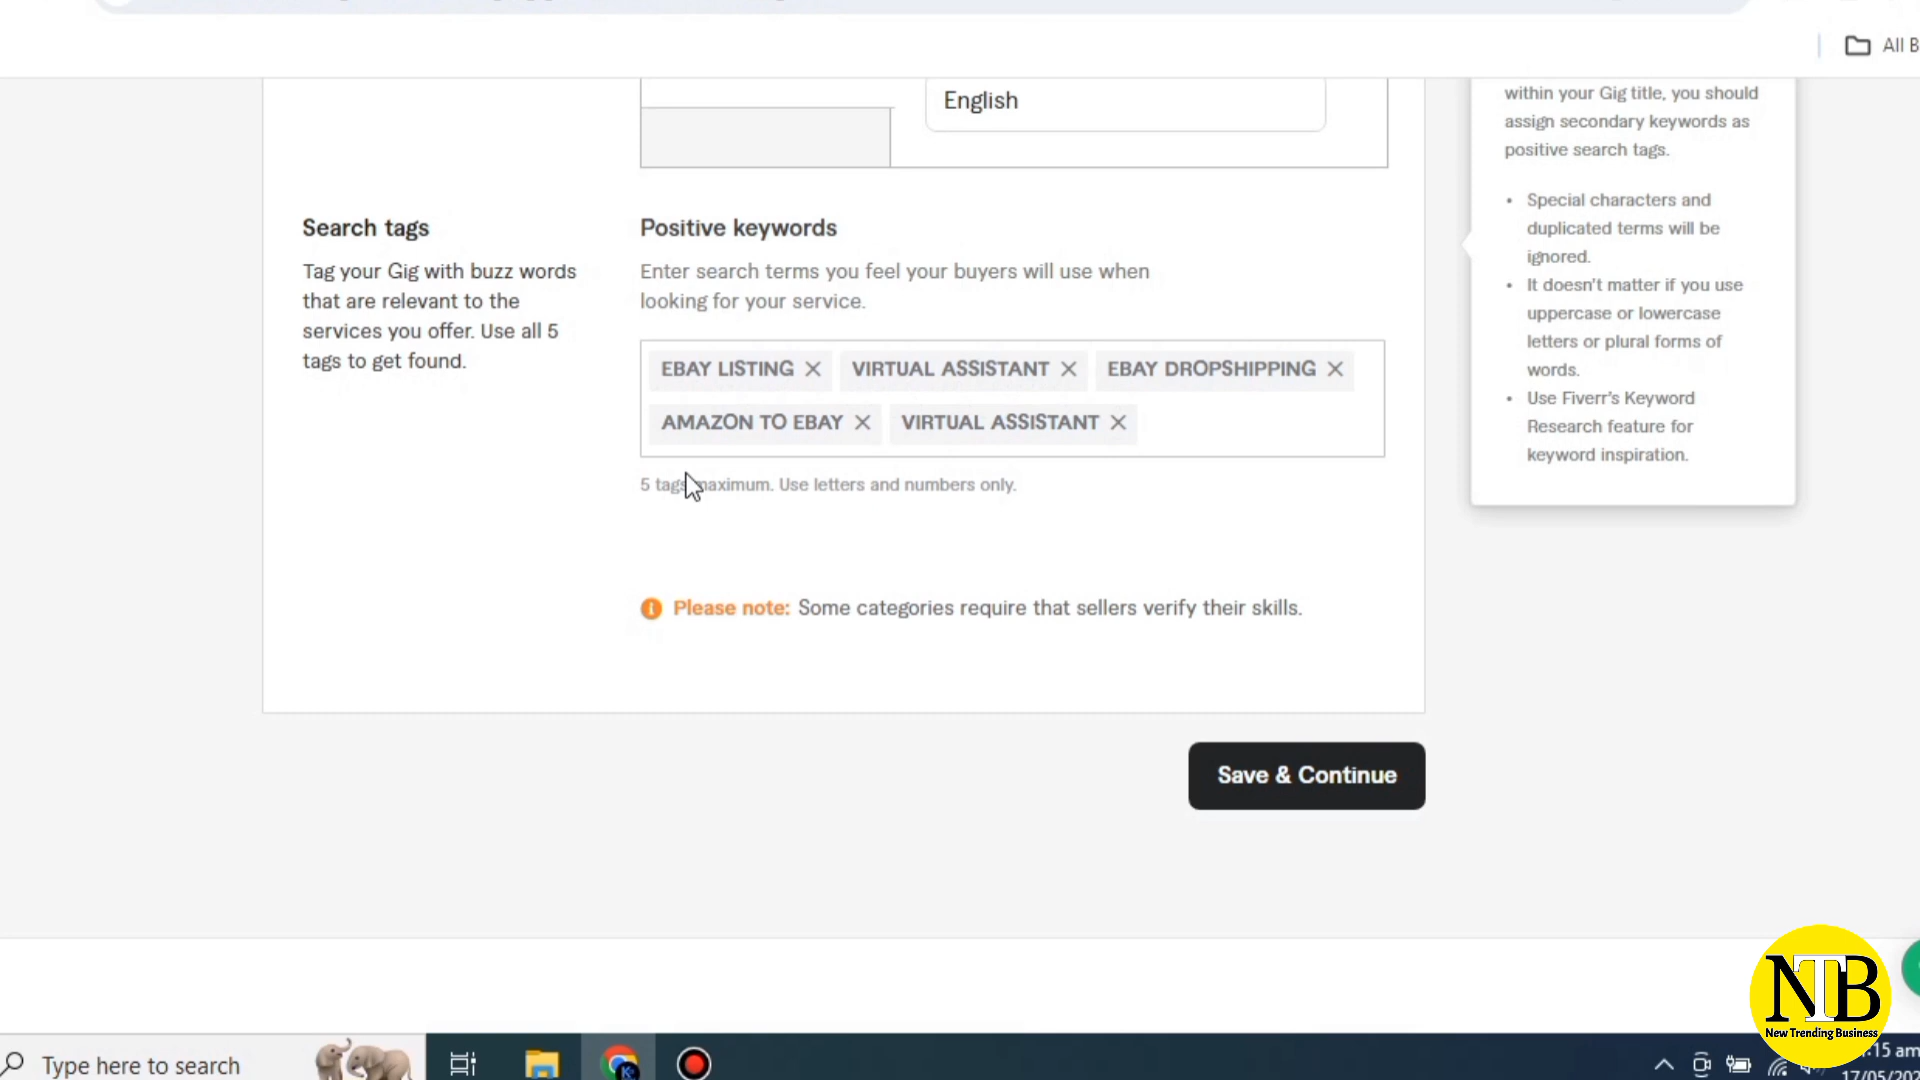 All B
English
within your Gig title, you should
assign secondary keywords as
positive search tags.
Special characters and
duplicated terms will be
ignored.
It doesn't matter if you use
uppercase or lowercase
letters or plural forms of
words.
Use Fiverr's Keyword
Research feature for
keyword inspiration.
Search tags
Tag your Gig with buzz words
that are relevant to the
services you offer. Use all 5
tags to get found.
Positive keywords
Enter search terms you feel your buyers will use when
looking for your service.
EBAY LISTING VIRTUAL ASSISTANT EBAY DROPSHIPPING
AMAZON TO EBAY VIRTUAL ASSISTANT
5 tags maximum. Use letters and numbers only.
Please note: Some categories require that sellers verify their skills.
Save & Continue
NTB
New Trending Business
Type here to search
:15 am
17/05/202